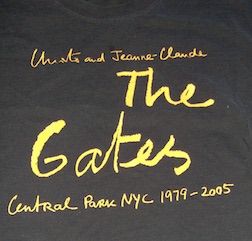 Christo and Jeanne-Claude
The
Gates
Central Park NYC 1979-2005